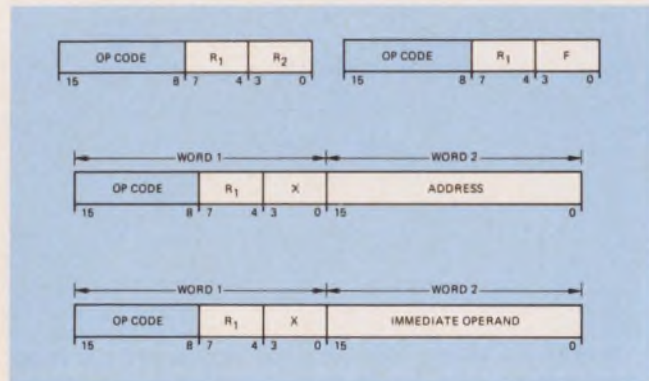 OP CODE R1 R2 OP CODE R1 F
15 8 7 4 3 0 15 8 7 4 3 0
WORD 1 WORD 2
OP CODE R1 X ADDRESS
15 8 7 4 3 0 15 0
WORD 1 WORD 2
OP CODE R1 X IMMEDIATE OPERAND
15 8 7 4 3 0 15 0